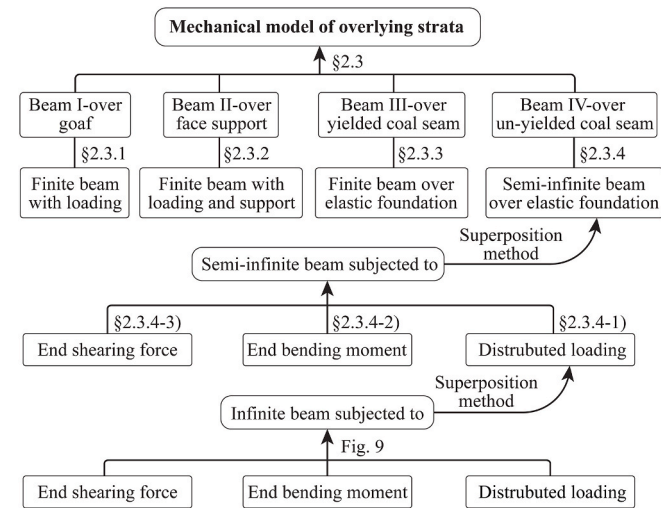 Mechanical model of overlying strata
§2.3
Beam I-over
goaf
Beam II-over
face support
Beam III-over
yielded coal seam
Beam IV-over
un-yielded coal seam
§2.3.1
§2.3.2
§2.3.3
§2.3.4
Finite beam
with loading
Finite beam with
loading and support
Finite beam over
elastic foundation
Semi-infinite beam
over elastic foundation
Superposition
method
Semi-infinite beam subjected to
§2.3.4-3)
§2.3.4-2)
§2.3.4-1)
End shearing force
End bending moment
Distrubuted loading
Superposition
method
Infinite beam subjected to
Fig. 9
End shearing force
End bending moment
Distrubuted loading